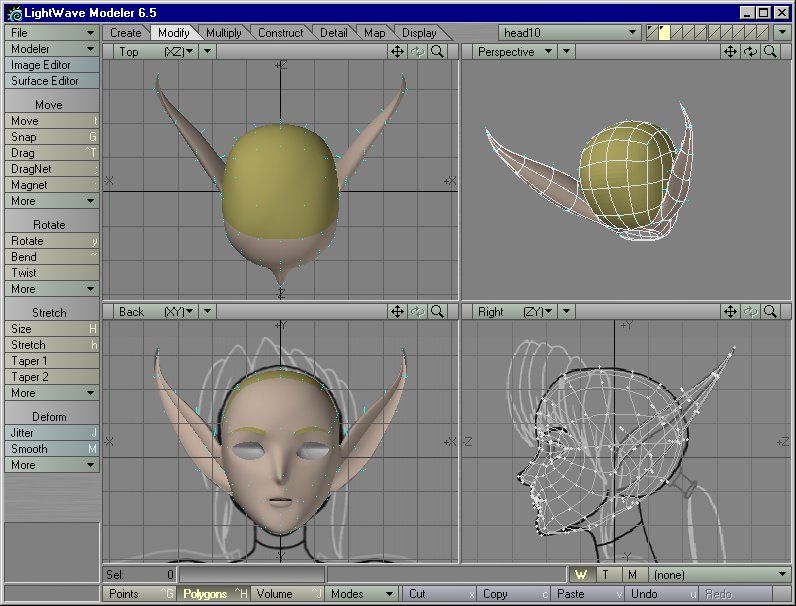 LightWave Modeler 6.5
File Create Modify Multiply Construct Detail Map Display head10
Modeler Top (XZ) Perspective
Image Editor
Surface Editor
Move
Move t
Snap G
Drag ^T
DragNet ;
Magnet :
More
Rotate
Rotate y
Bend ~
Twist
More
Stretch
Size H
Stretch h
Taper 1
Taper 2
More
Deform
Jitter J
Smooth M
More
+Z
-X +X
-Z
Back (XY) Right (ZY)
+Y +Y
-X +X -Z +Z
-Y -Y
Sel: 0 W T M (none)
Points ^G Polygons ^H Volume ^J Modes Cut x Copy c Paste v Undo u Redo